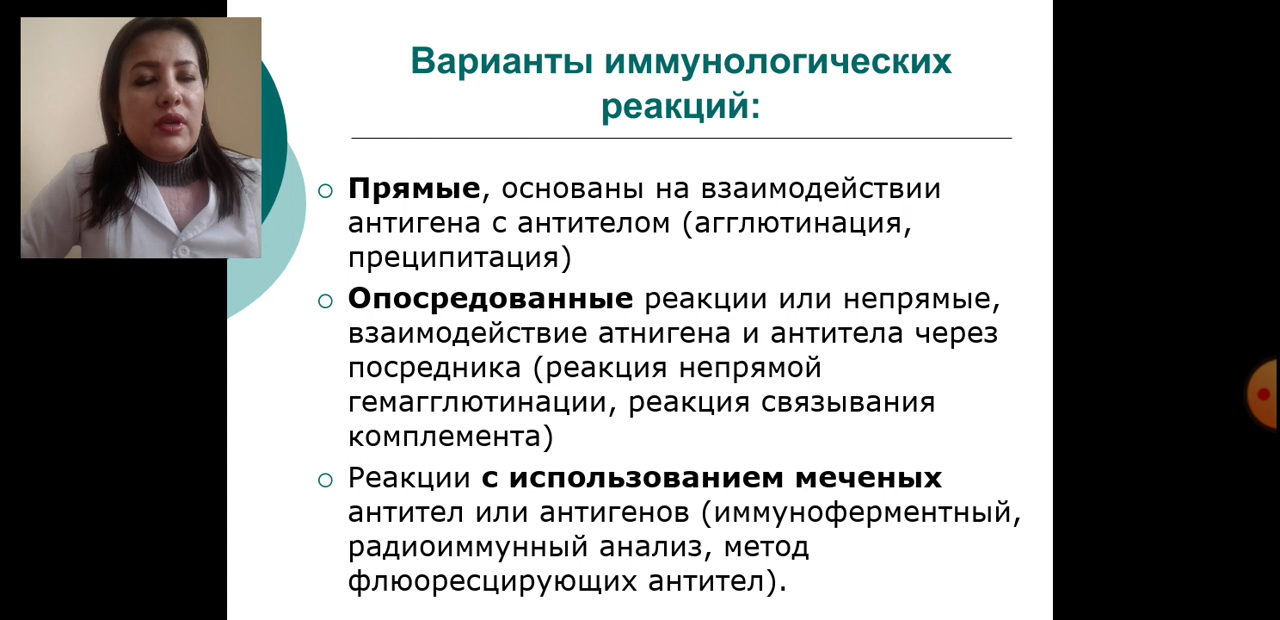 Варианты иммунологических
реакций:
Прямые, основаны на взаимодействии
антигена с антителом (агглютинация,
преципитация)
Опосредованные реакции или непрямые,
взаимодействие атнигена и антитела через
посредника (реакция непрямой
гемагглютинации, реакция связывания
комплемента)
Реакции с использованием меченых
антител или антигенов (иммуноферментный,
радиоиммунный анализ, метод
флюоресцирующих антител).